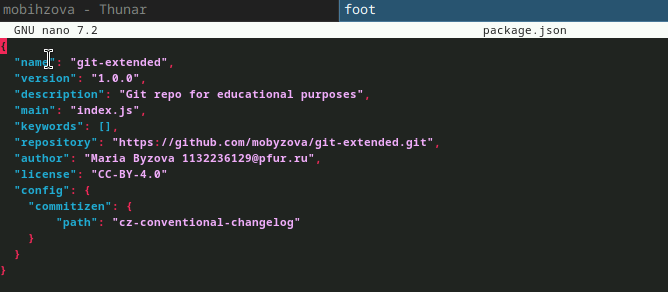 mobihzova - Thunar
foot
GNU nano 7.2 package.json
{
"name": "git-extended",
"version": "1.0.0",
"description": "Git repo for educational purposes",
"main": "index.js",
"keywords": [],
"repository": "https://github.com/mobyzova/git-extended.git",
"author": "Maria Byzova 1132236129@pfur.ru",
"license": "CC-BY-4.0"
"config": {
"commitizen": {
"path": "cz-conventional-changelog"
}
}
}